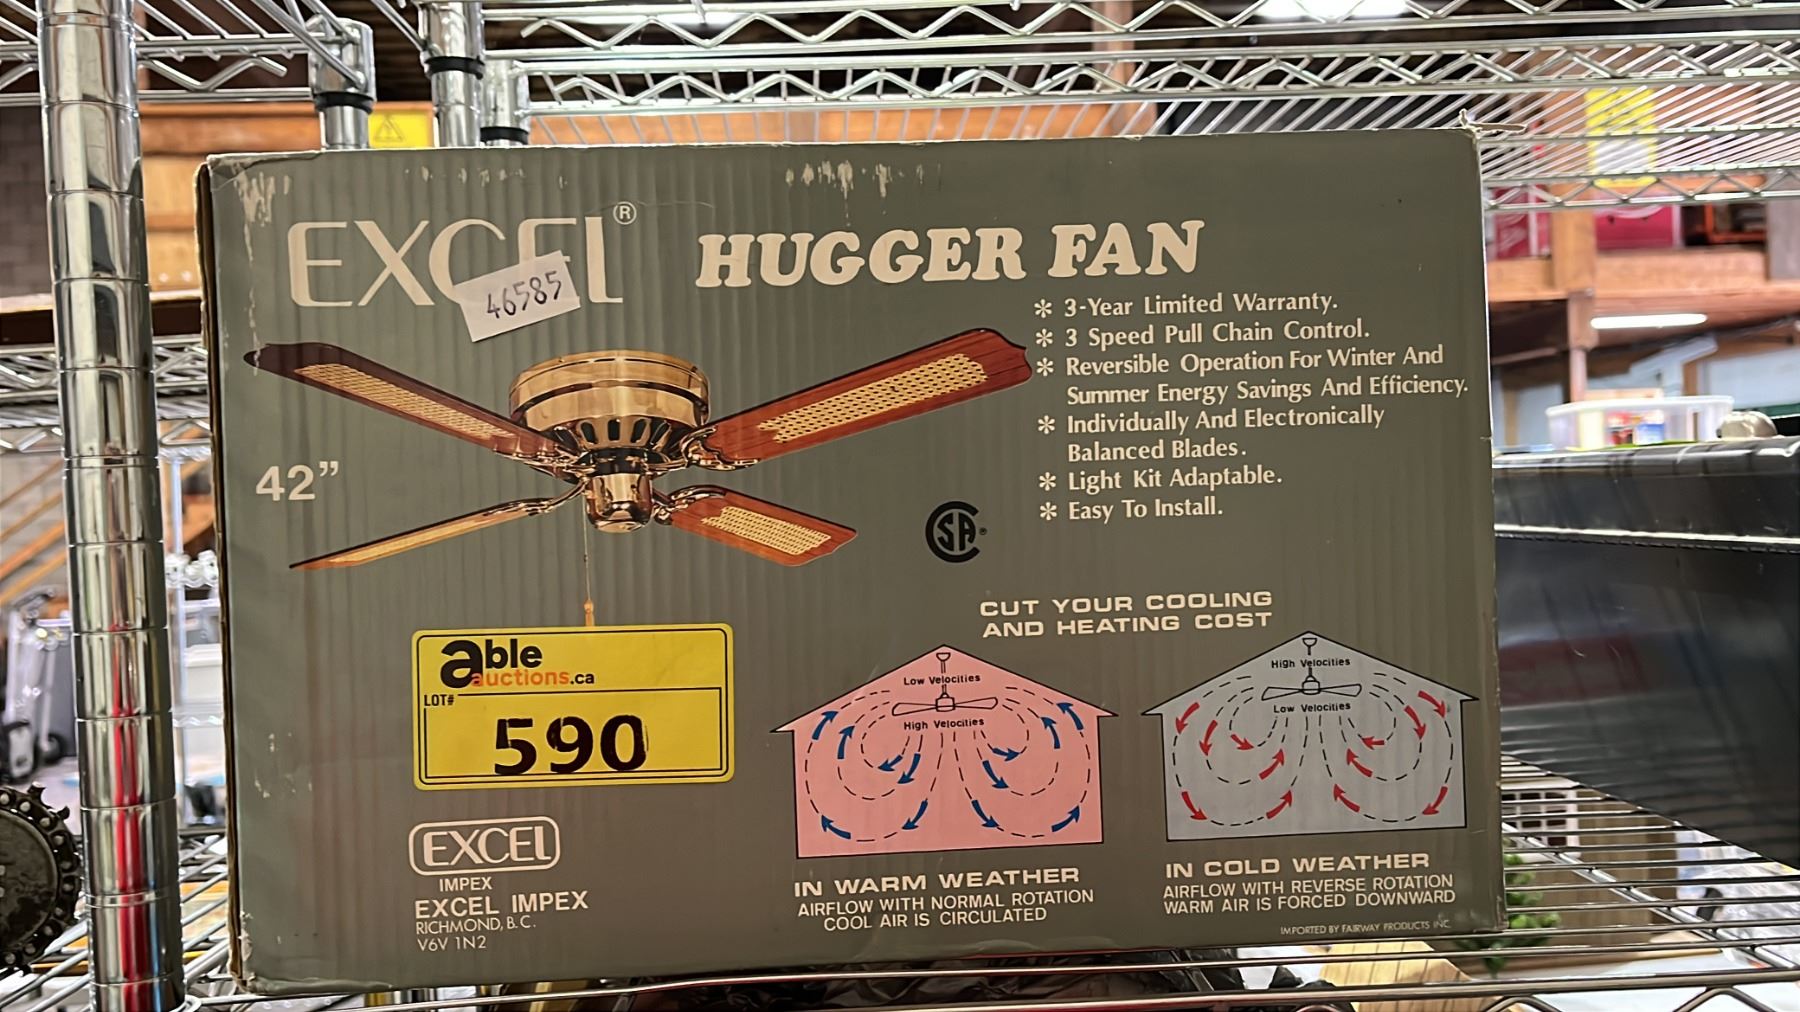 EXCEL® HUGGER FAN
46585
* 3-Year Limited Warranty.
* 3 Speed Pull Chain Control.
* Reversible Operation For Winter And
Summer Energy Savings And Efficiency.
* Individually And Electronically
Balanced Blades.
* Light Kit Adaptable.
* Easy To Install.
42”
CSA®
able
auctions.ca
LOT#
590
EXCEL
IMPEX
EXCEL IMPEX
RICHMOND, B.C.
V6V 1N2
CUT YOUR COOLING
AND HEATING COST
Low Velocities
High Velocities
IN WARM WEATHER
AIRFLOW WITH NORMAL ROTATION
COOL AIR IS CIRCULATED
High Velocities
Low Velocities
IN COLD WEATHER
AIRFLOW WITH REVERSE ROTATION
WARM AIR IS FORCED DOWNWARD
IMPORTED BY FAIRWAY PRODUCTS INC.